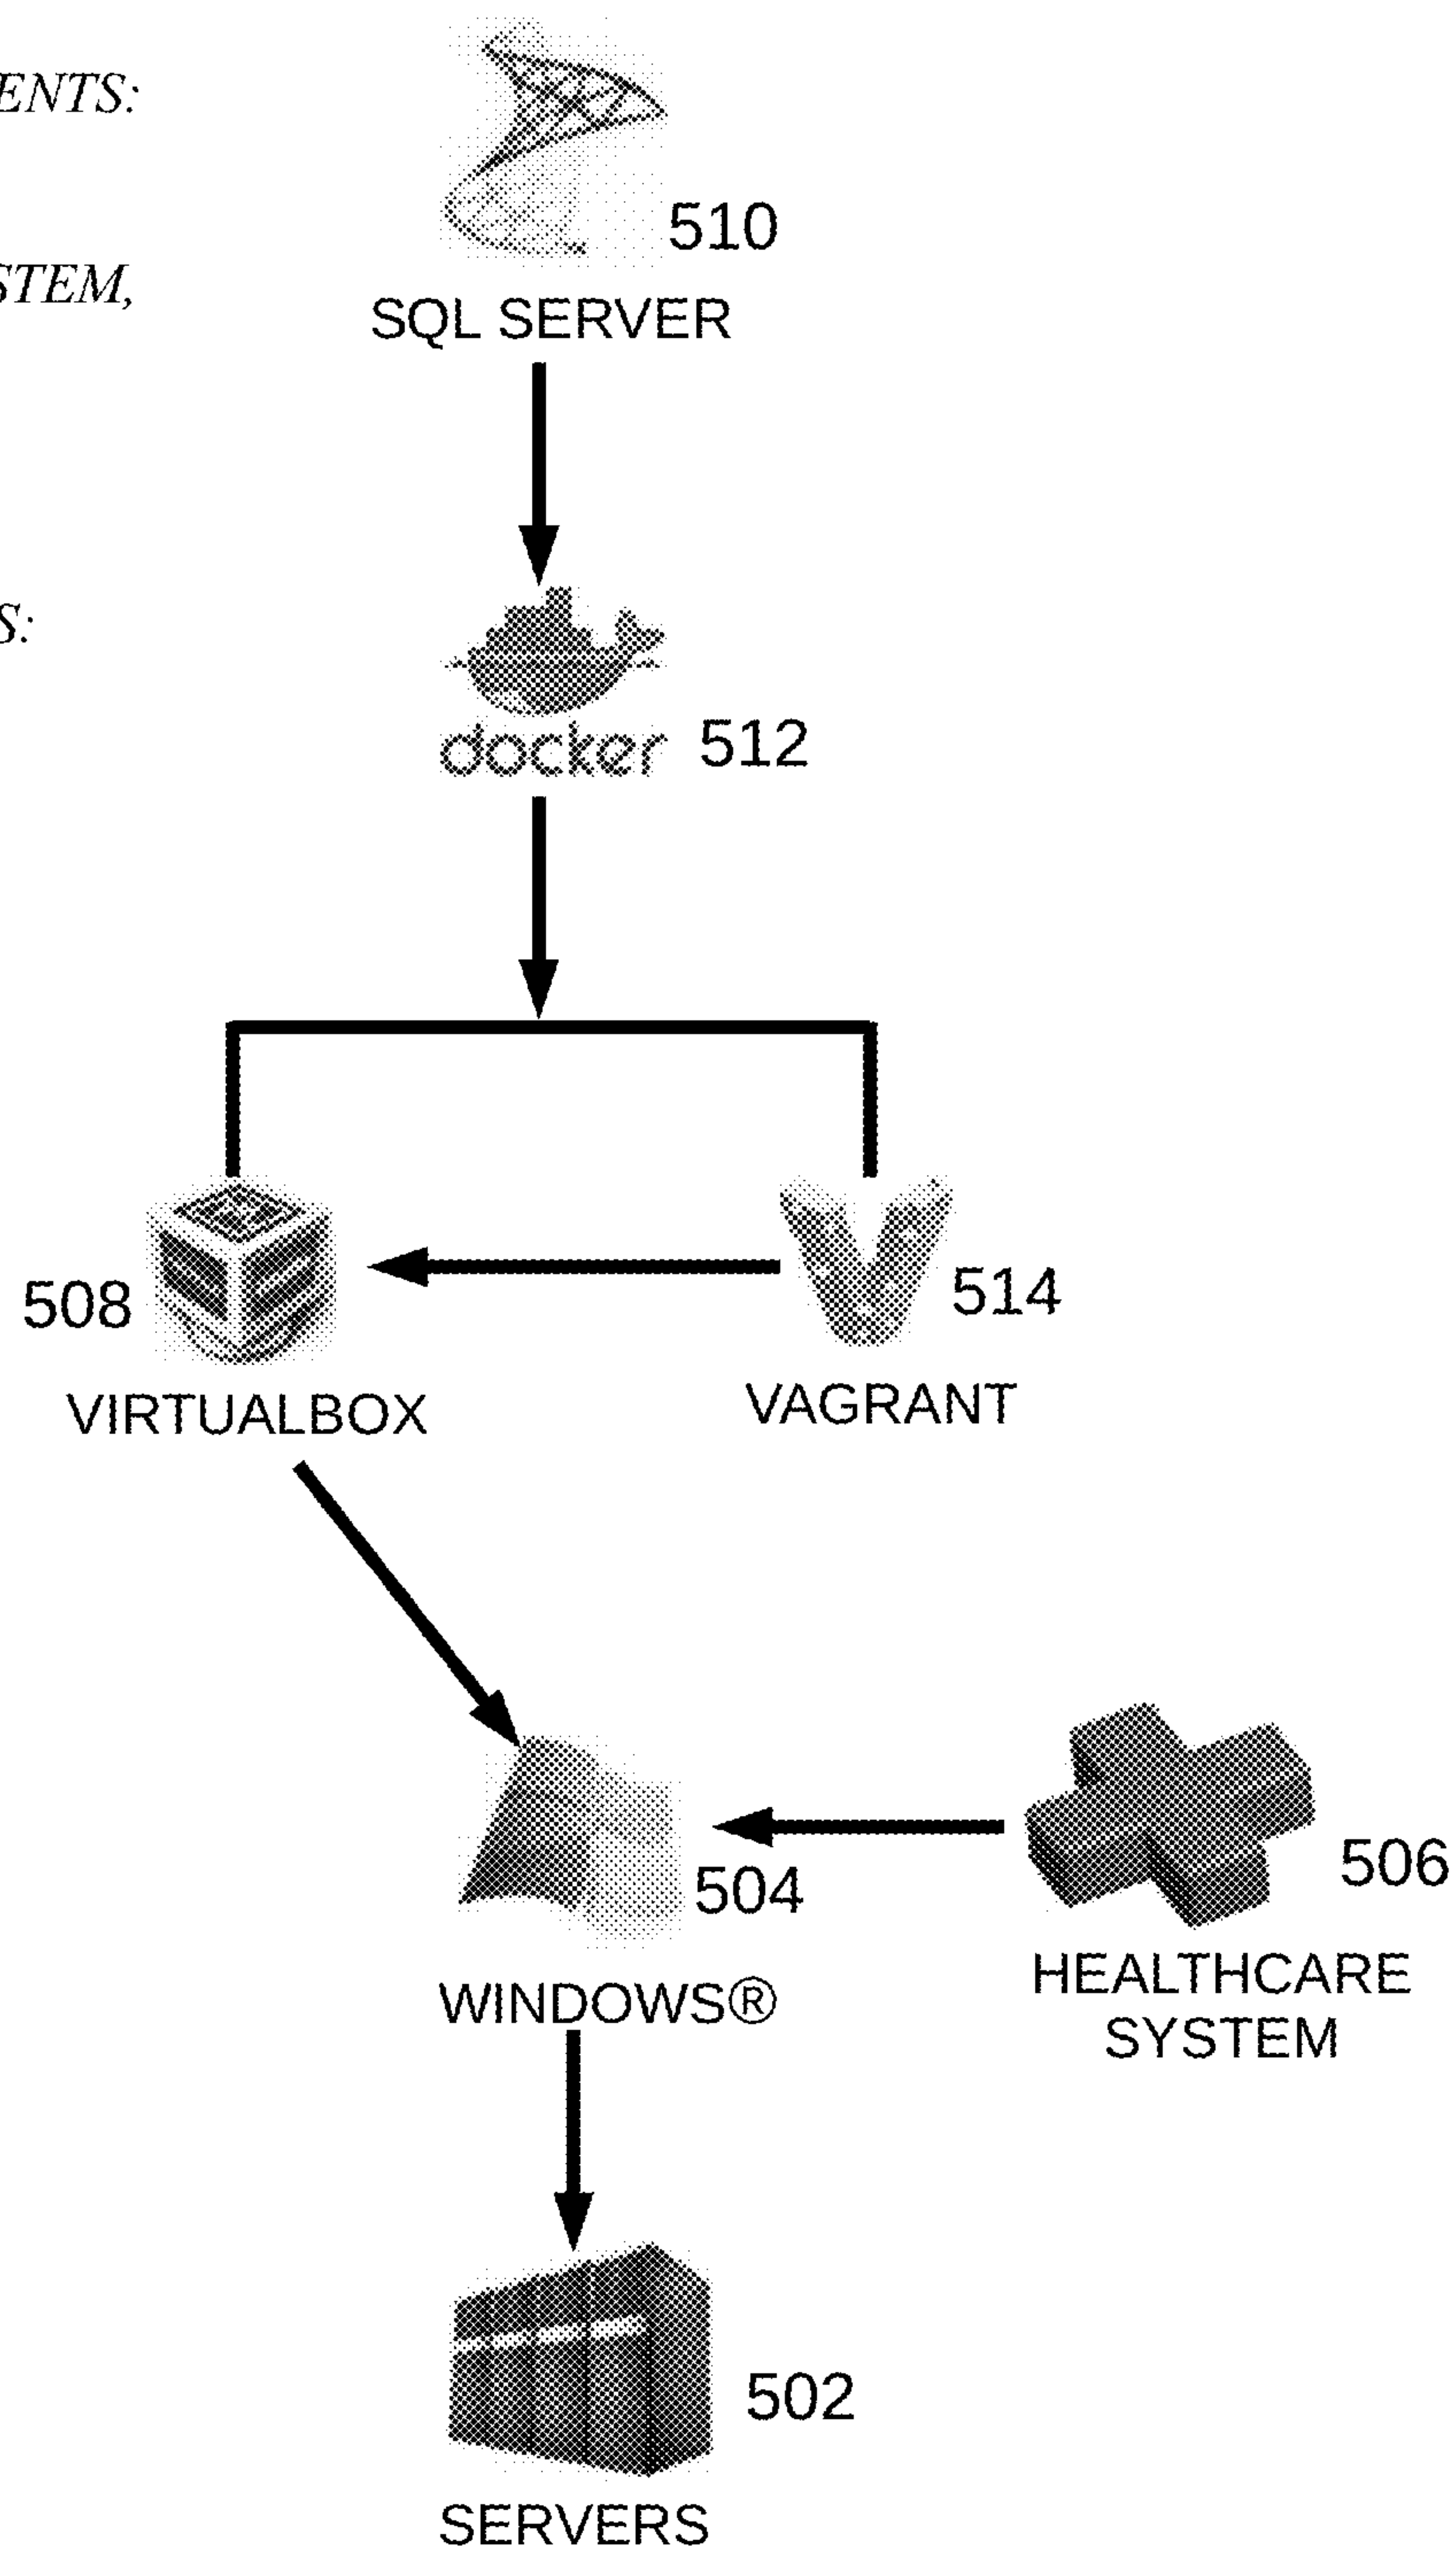 ENTS:
510
STEM,
SQL SERVER
S:
docker 512
508
514
VIRTUALBOX
VAGRANT
504
506
WINDOWS®
HEALTHCARE
SYSTEM
502
SERVERS